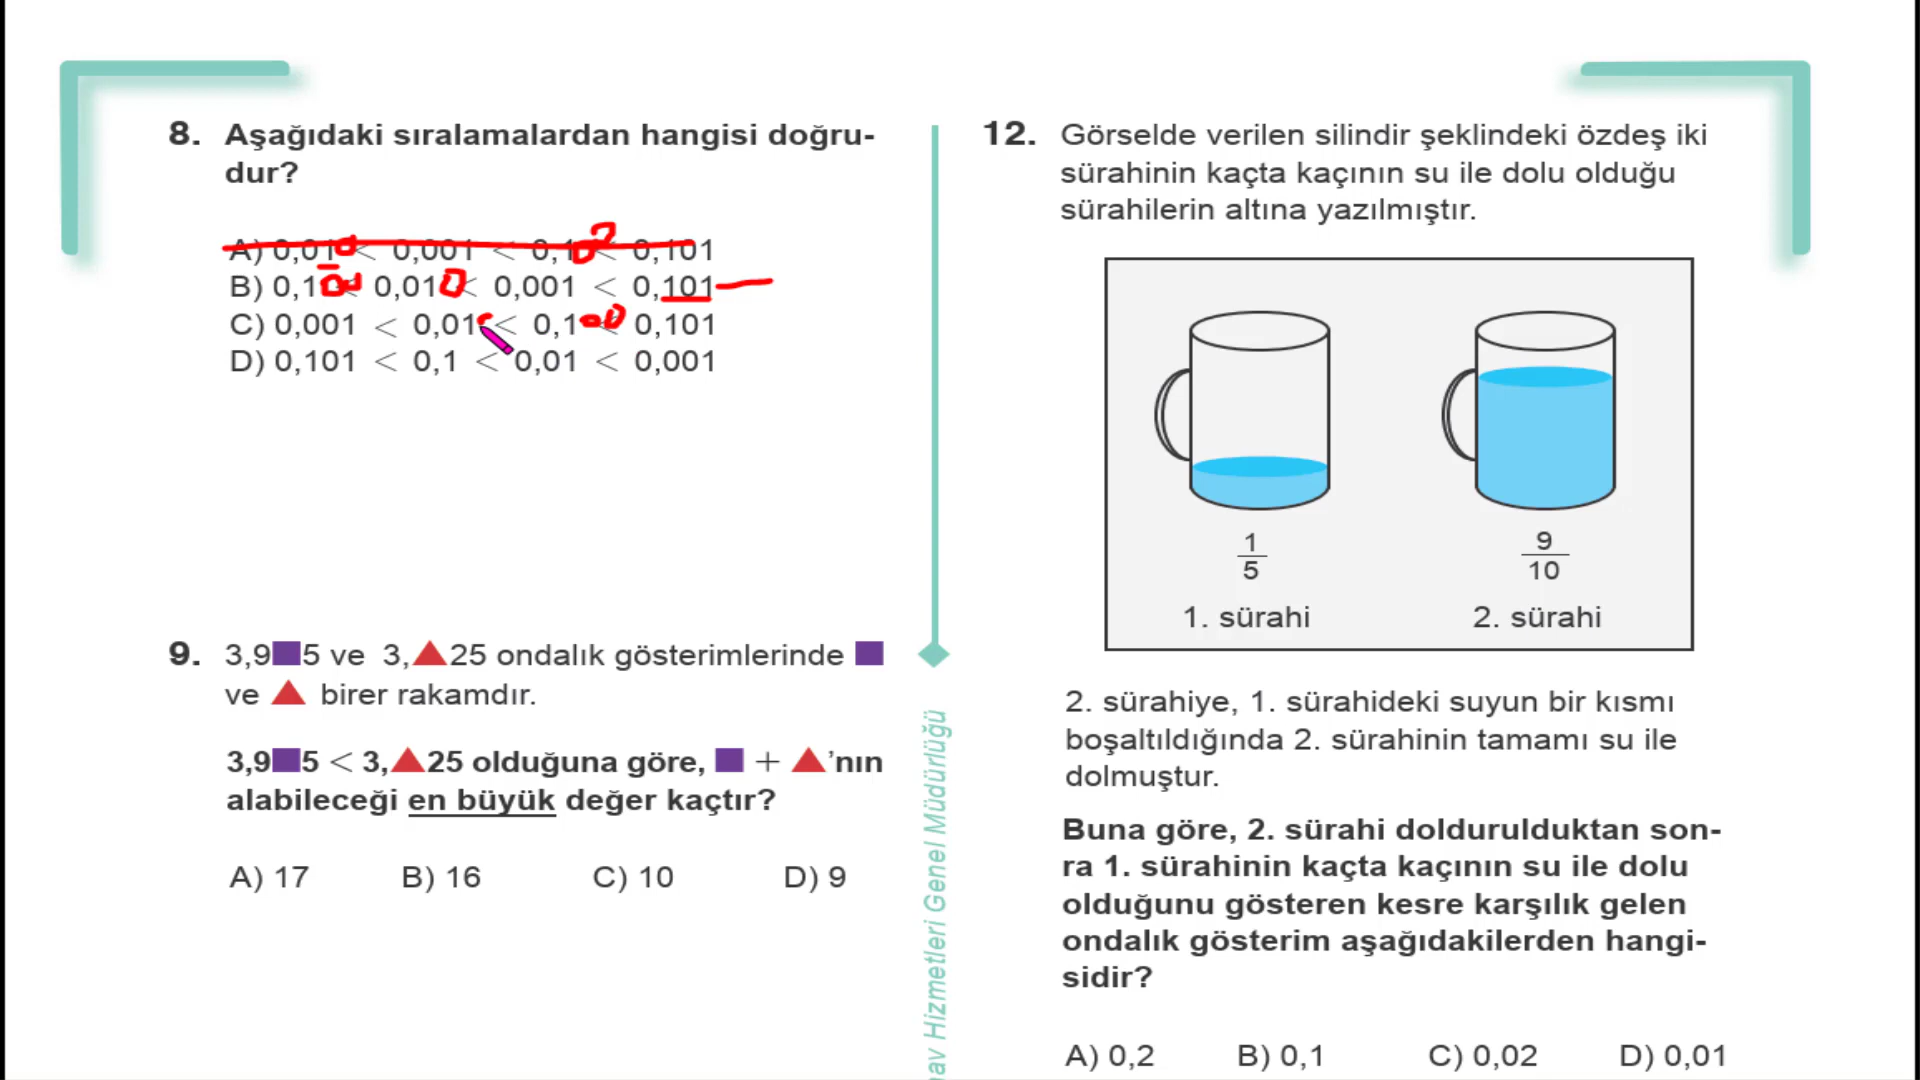 8. Aşağıdaki sıralamalardan hangisi doğru-
dur?
A) 0,01 < 0,001 < 0,1 < 0,101
B) 0,1 < 0,01 < 0,001 < 0,101
C) 0,001 < 0,01 < 0,1 < 0,101
D) 0,101 < 0,1 < 0,01 < 0,001
9. 3,9■5 ve 3,▲25 ondalık gösterimlerinde ■
ve ▲ birer rakamdır.
3,9■5 < 3,▲25 olduğuna göre, ■ + ▲'nın
alabileceği en büyük değer kaçtır?
A) 17 B) 16 C) 10 D) 9
Hizmetleri Genel Müdürlüğü
12. Görselde verilen silindir şeklindeki özdeş iki
sürahinin kaçta kaçının su ile dolu olduğu
sürahilerin altına yazılmıştır.
1/5 9/10
1. sürahi 2. sürahi
2. sürahiye, 1. sürahideki suyun bir kısmı
boşaltıldığında 2. sürahinin tamamı su ile
dolmuştur.
Buna göre, 2. sürahi doldurulduktan son-
ra 1. sürahinin kaçta kaçının su ile dolu
olduğunu gösteren kesre karşılık gelen
ondalık gösterim aşağıdakilerden hangi-
sidir?
A) 0,2 B) 0,1 C) 0,02 D) 0,01